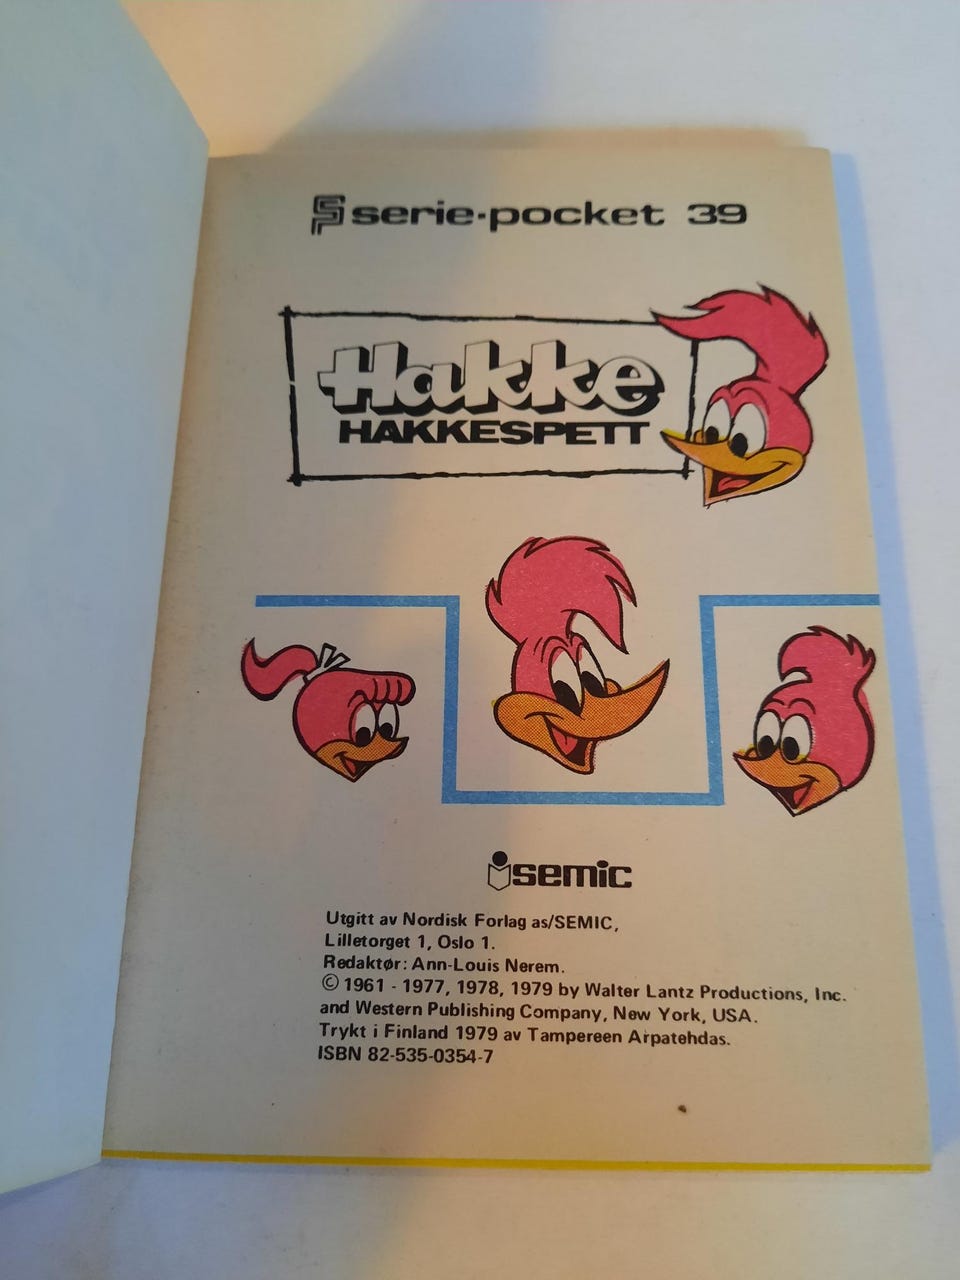 serie-pocket 39
Hakke
HAKKESPETT
semic
Utgitt av Nordisk Forlag as/SEMIC,
Lilletorget 1, Oslo 1.
Redaktør: Ann-Louis Nerem.
© 1961 - 1977, 1978, 1979 by Walter Lantz Productions, Inc.
and Western Publishing Company, New York, USA.
Trykt i Finland 1979 av Tampereen Arpatehdas.
ISBN 82-535-0354-7